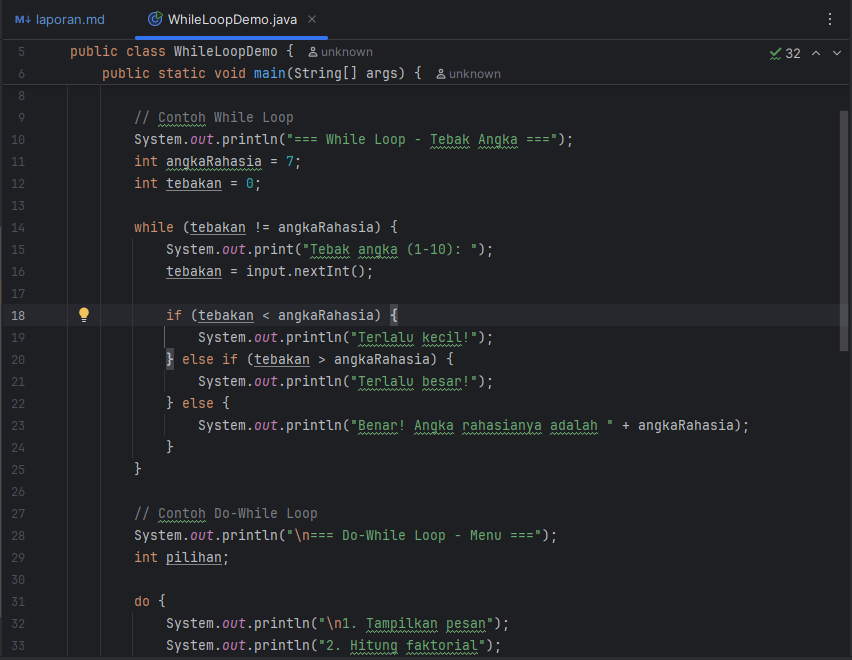 M↓ laporan.md WhileLoopDemo.java ×
5 public class WhileLoopDemo { unknown 32
6 public static void main(String[] args) { unknown
8
9 // Contoh While Loop
10 System.out.println("=== While Loop - Tebak Angka ===");
11 int angkaRahasia = 7;
12 int tebakan = 0;
13
14 while (tebakan != angkaRahasia) {
15 System.out.print("Tebak angka (1-10): ");
16 tebakan = input.nextInt();
17
18 if (tebakan < angkaRahasia) {
19 System.out.println("Terlalu kecil!");
20 } else if (tebakan > angkaRahasia) {
21 System.out.println("Terlalu besar!");
22 } else {
23 System.out.println("Benar! Angka rahasianya adalah " + angkaRahasia);
24 }
25 }
26
27 // Contoh Do-While Loop
28 System.out.println("\n=== Do-While Loop - Menu ===");
29 int pilihan;
30
31 do {
32 System.out.println("\n1. Tampilkan pesan");
33 System.out.println("2. Hitung faktorial");